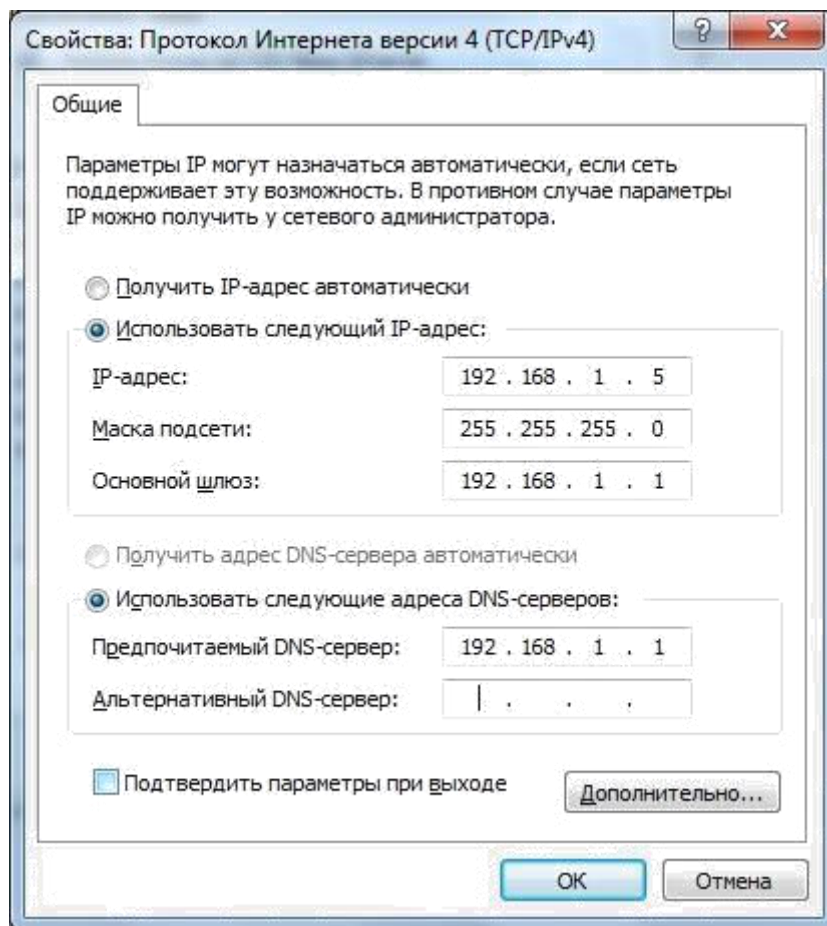 Свойства: Протокол Интернета версии 4 (TCP/IPv4)
Общие
Параметры IP могут назначаться автоматически, если сеть
поддерживает эту возможность. В противном случае параметры
IP можно получить у сетевого администратора.
Получить IP-адрес автоматически
Использовать следующий IP-адрес:
IP-адрес: 192 . 168 . 1 . 5
Маска подсети: 255 . 255 . 255 . 0
Основной шлюз: 192 . 168 . 1 . 1
Получить адрес DNS-сервера автоматически
Использовать следующие адреса DNS-серверов:
Предпочитаемый DNS-сервер: 192 . 168 . 1 . 1
Альтернативный DNS-сервер: . . .
Подтвердить параметры при выходе
Дополнительно...
ОК Отмена